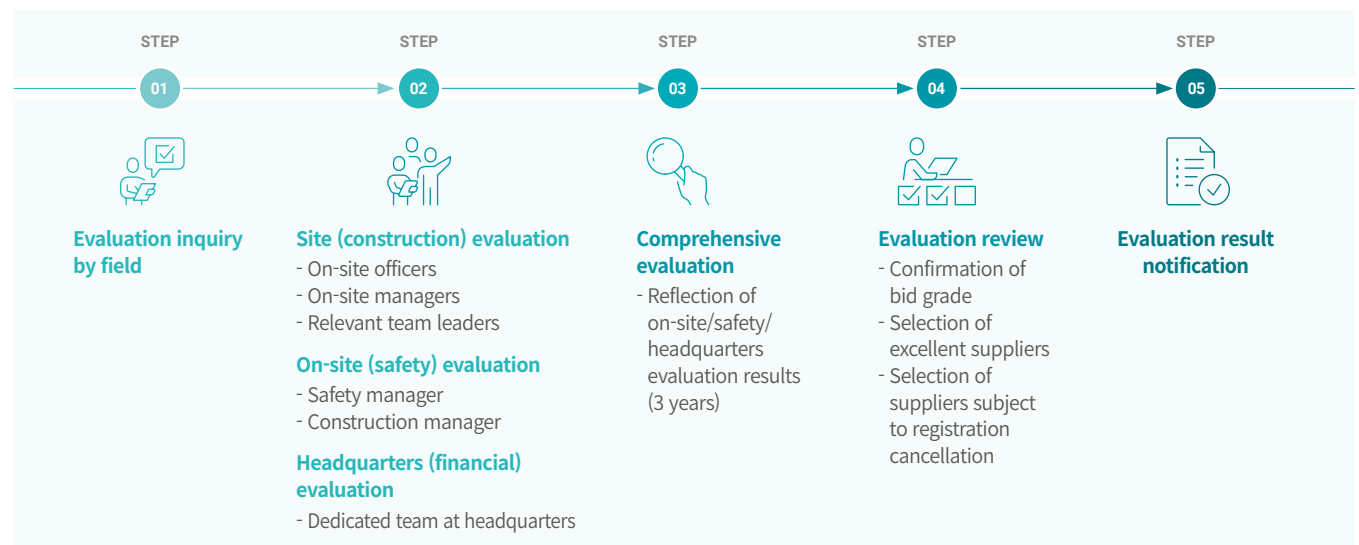 STEP
01
Evaluation inquiry
by field
STEP
02
Site (construction) evaluation
- On-site officers
- On-site managers
- Relevant team leaders
On-site (safety) evaluation
- Safety manager
- Construction manager
Headquarters (financial)
evaluation
- Dedicated team at headquarters
STEP
03
Comprehensive
evaluation
- Reflection of
on-site/safety/
headquarters
evaluation results
(3 years)
STEP
04
Evaluation review
- Confirmation of
bid grade
- Selection of
excellent suppliers
- Selection of
suppliers subject
to registration
cancellation
STEP
05
Evaluation result
notification